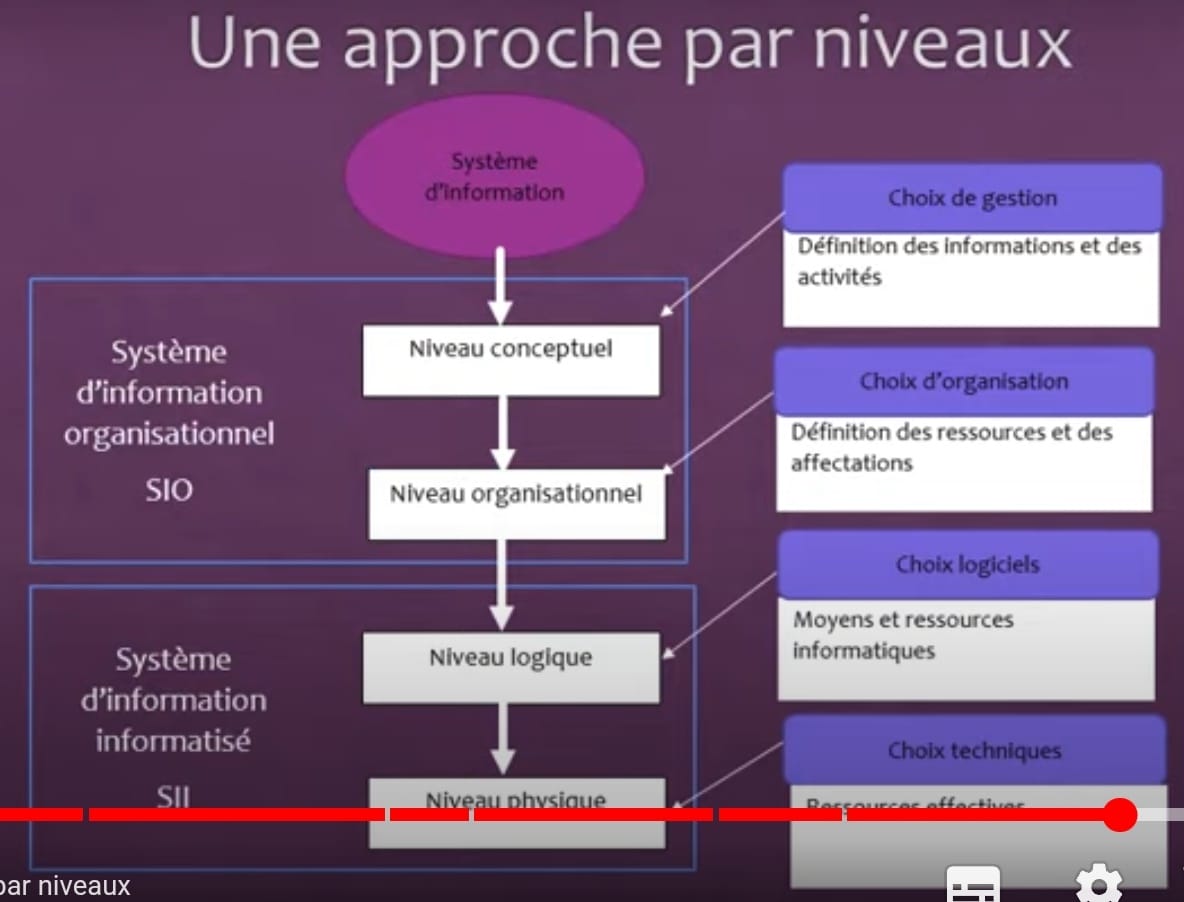 Une approche par niveaux
Système
d'information
Choix de gestion
Définition des informations et des
activités
Système
d'information
organisationnel
SIO
Niveau conceptuel
Niveau organisationnel
Choix d'organisation
Définition des ressources et des
affectations
Choix logiciels
Moyens et ressources
informatiques
Système
d'information
informatisé
SII
Niveau logique
Niveau physique
Choix techniques
Ressources effectives
par niveaux